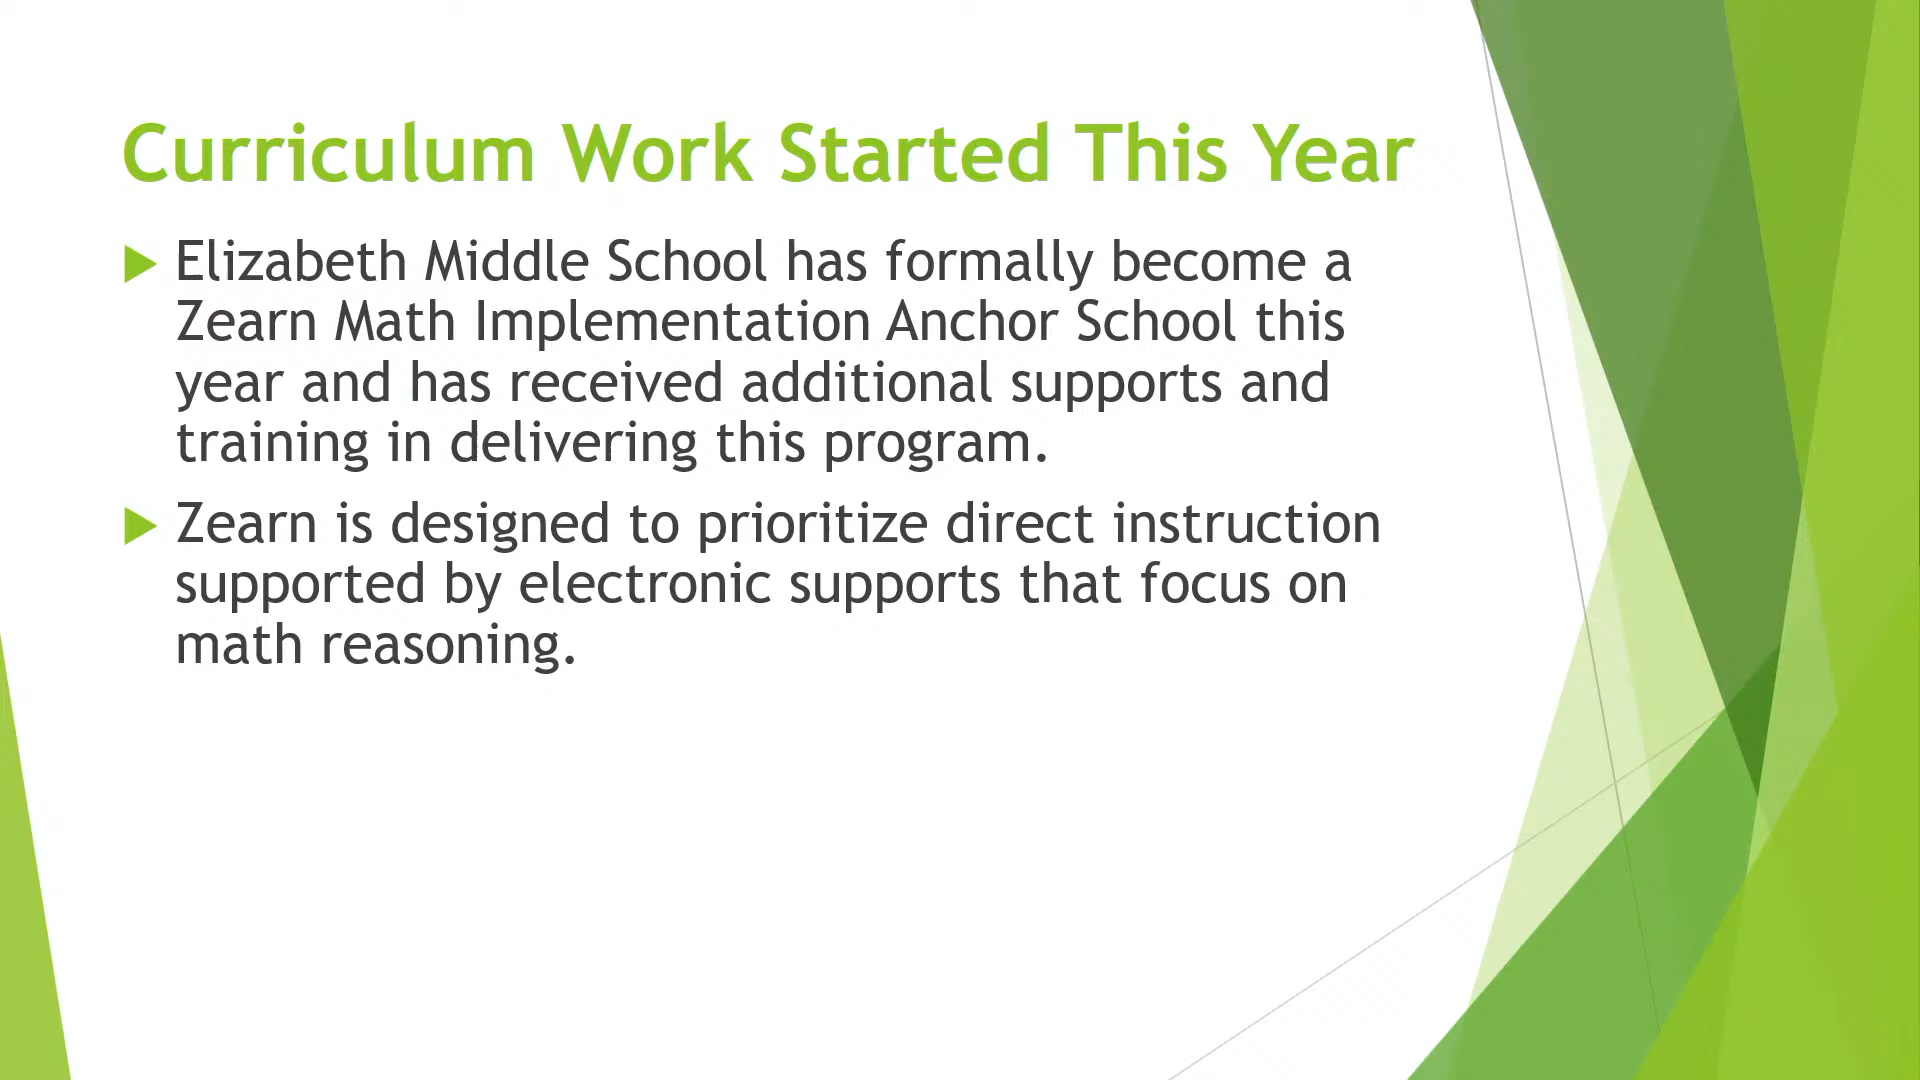 Curriculum Work Started This Year
Elizabeth Middle School has formally become a
Zearn Math Implementation Anchor School this
year and has received additional supports and
training in delivering this program.
Zearn is designed to prioritize direct instruction
supported by electronic supports that focus on
math reasoning.